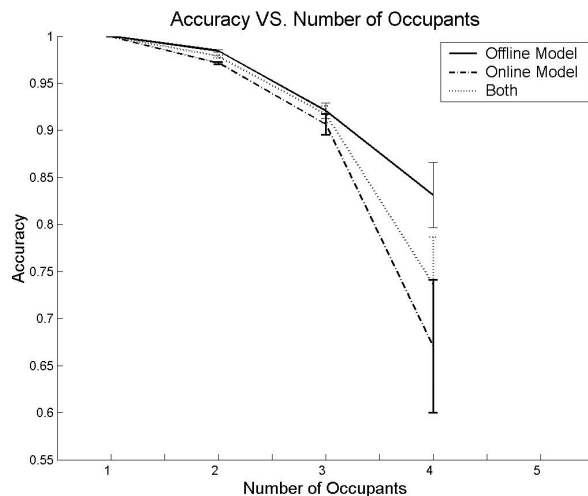 Accuracy VS. Number of Occupants
Offline Model
Online Model
Both
1
0.95
0.9
0.85
0.8
0.75
0.7
0.65
0.6
0.55
Accuracy
1 2 3 4 5
Number of Occupants